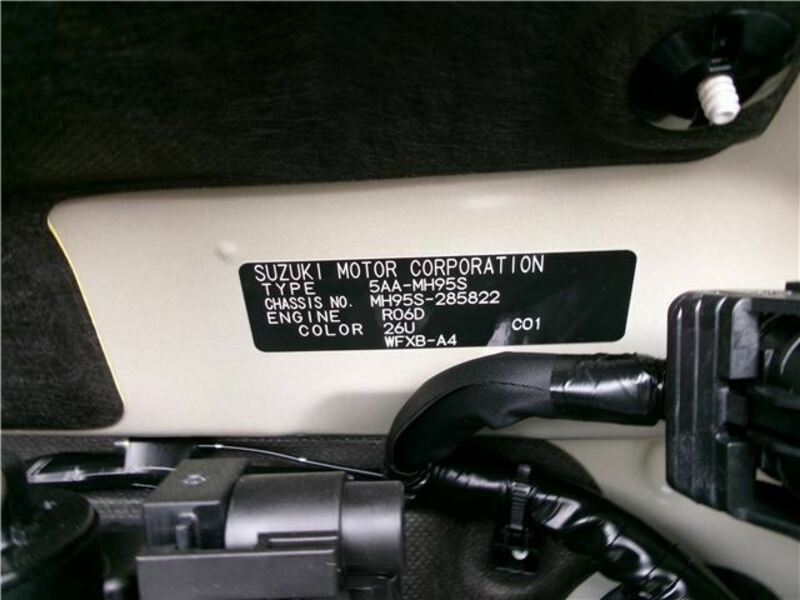 SUZUKI MOTOR CORPORATION
TYPE 5AA-MH95S
CHASSIS NO. MH95S-285822
ENGINE R06D
COLOR 26U C01
WFXB-A4